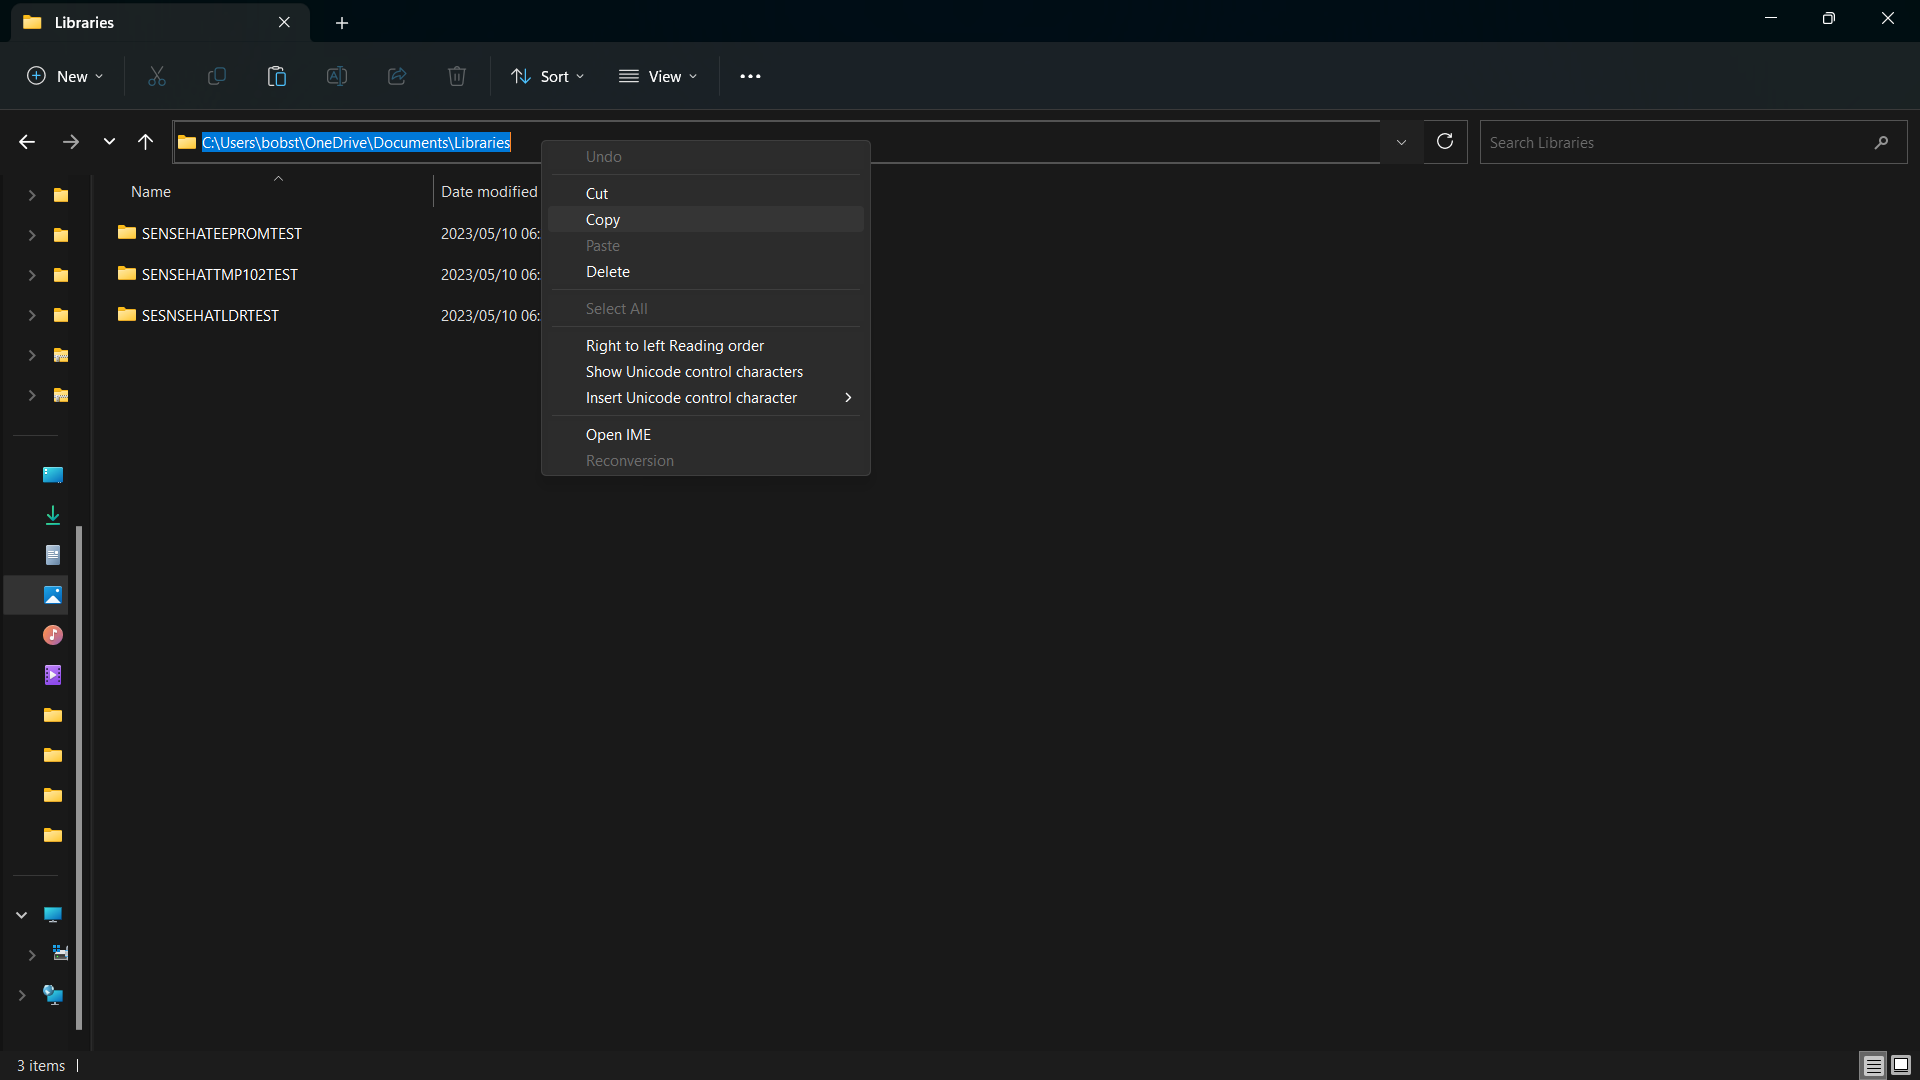 Libraries
New
Sort
View
C:\Users\bobst\OneDrive\Documents\Libraries
Search Libraries
Name
Date modified
SENSEHATEEPROMTEST 2023/05/10 06:
SENSEHATTMP102TEST 2023/05/10 06:
SESNSEHATLDRTEST 2023/05/10 06:
Undo
Cut
Copy
Paste
Delete
Select All
Right to left Reading order
Show Unicode control characters
Insert Unicode control character
Open IME
Reconversion
3 items